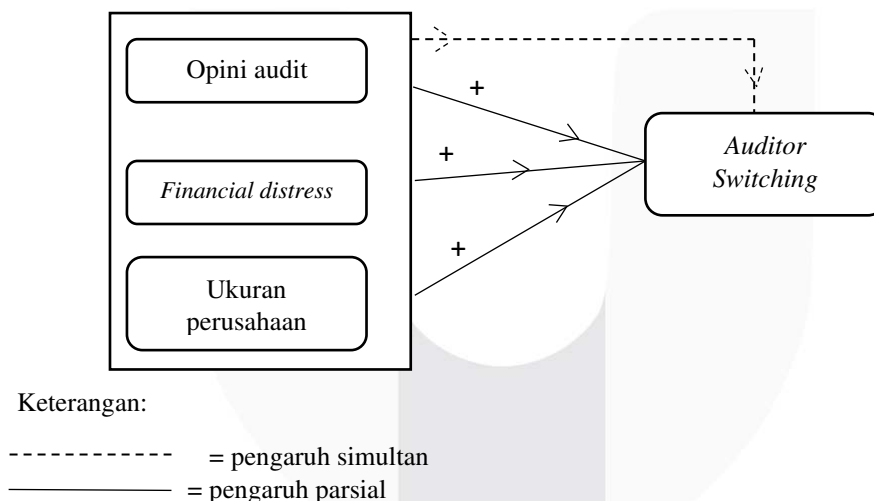 Opini audit
+
Financial distress
+
Ukuran
perusahaan
+
Auditor
Switching
Keterangan:
= pengaruh simultan
= pengaruh parsial